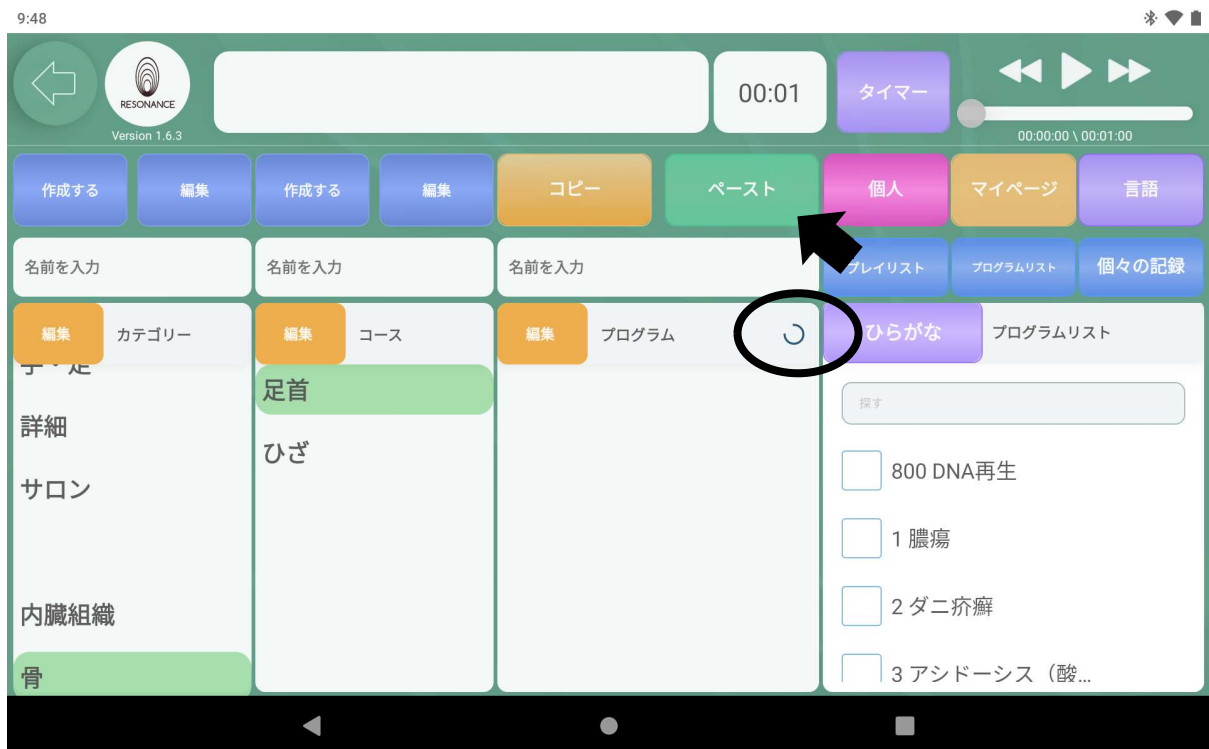 9:48
RESONANCE
Version 1.6.3
00:01
タイマー
00:00:00 \ 00:01:00
作成する
編集
作成する
編集
コピー
ペースト
個人
マイページ
言語
名前を入力
名前を入力
名前を入力
プレイリスト
プログラムリスト
個々の記録
編集
カテゴリー
編集
コース
編集
プログラム
ひらがな
プログラムリスト
手・足
詳細
サロン
内臓組織
骨
足首
ひざ
探す
800 DNA再生
1 膿瘍
2 ダニ疥癬
3 アシドーシス（酸...